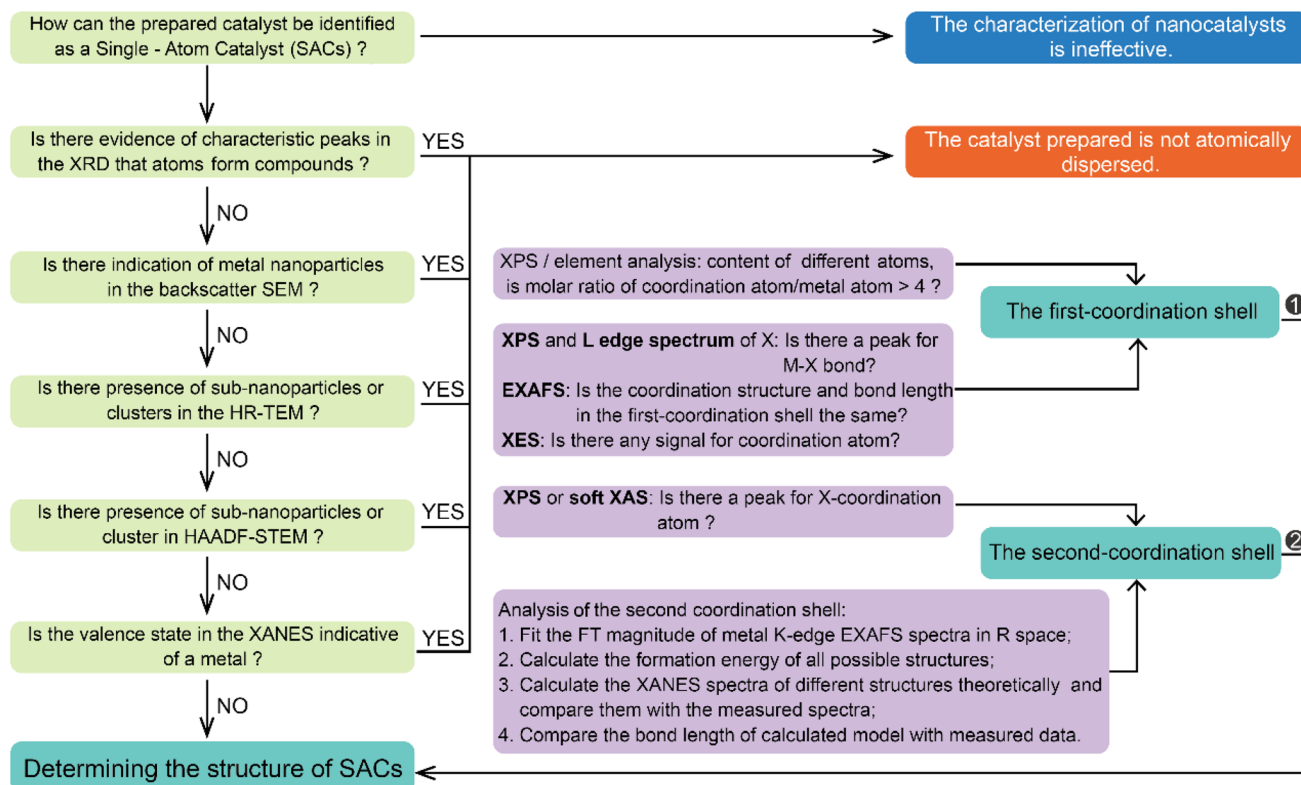 How can the prepared catalyst be identified
as a Single - Atom Catalyst (SACs) ?
The characterization of nanocatalysts
is ineffective.
Is there evidence of characteristic peaks in
the XRD that atoms form compounds ?
YES
The catalyst prepared is not atomically
dispersed.
NO
Is there indication of metal nanoparticles
in the backscatter SEM ?
YES
NO
Is there presence of sub-nanoparticles or
clusters in the HR-TEM ?
YES
NO
Is there presence of sub-nanoparticles or
cluster in HAADF-STEM ?
YES
NO
Is the valence state in the XANES indicative
of a metal ?
YES
NO
Determining the structure of SACs
XPS / element analysis: content of different atoms,
is molar ratio of coordination atom/metal atom > 4 ?
XPS and L edge spectrum of X: Is there a peak for
M-X bond?
EXAFS: Is the coordination structure and bond length
in the first-coordination shell the same?
XES: Is there any signal for coordination atom?
The first-coordination shell
1
XPS or soft XAS: Is there a peak for X-coordination
atom ?
The second-coordination shell
2
Analysis of the second coordination shell:
1. Fit the FT magnitude of metal K-edge EXAFS spectra in R space;
2. Calculate the formation energy of all possible structures;
3. Calculate the XANES spectra of different structures theoretically and
compare them with the measured spectra;
4. Compare the bond length of calculated model with measured data.